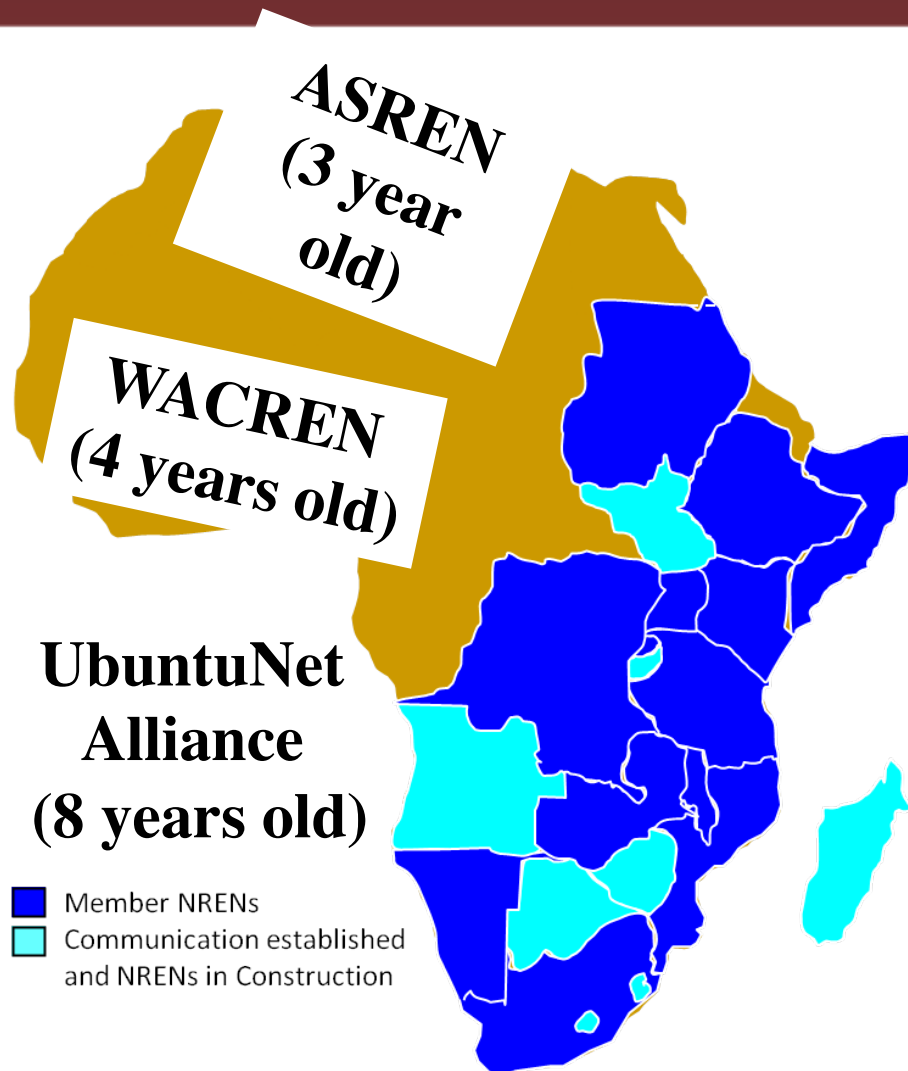 ASREN
(3 year
old)
WACREN
(4 years old)
UbuntuNet
Alliance
(8 years old)
Member NRENs
Communication established
and NRENs in Construction